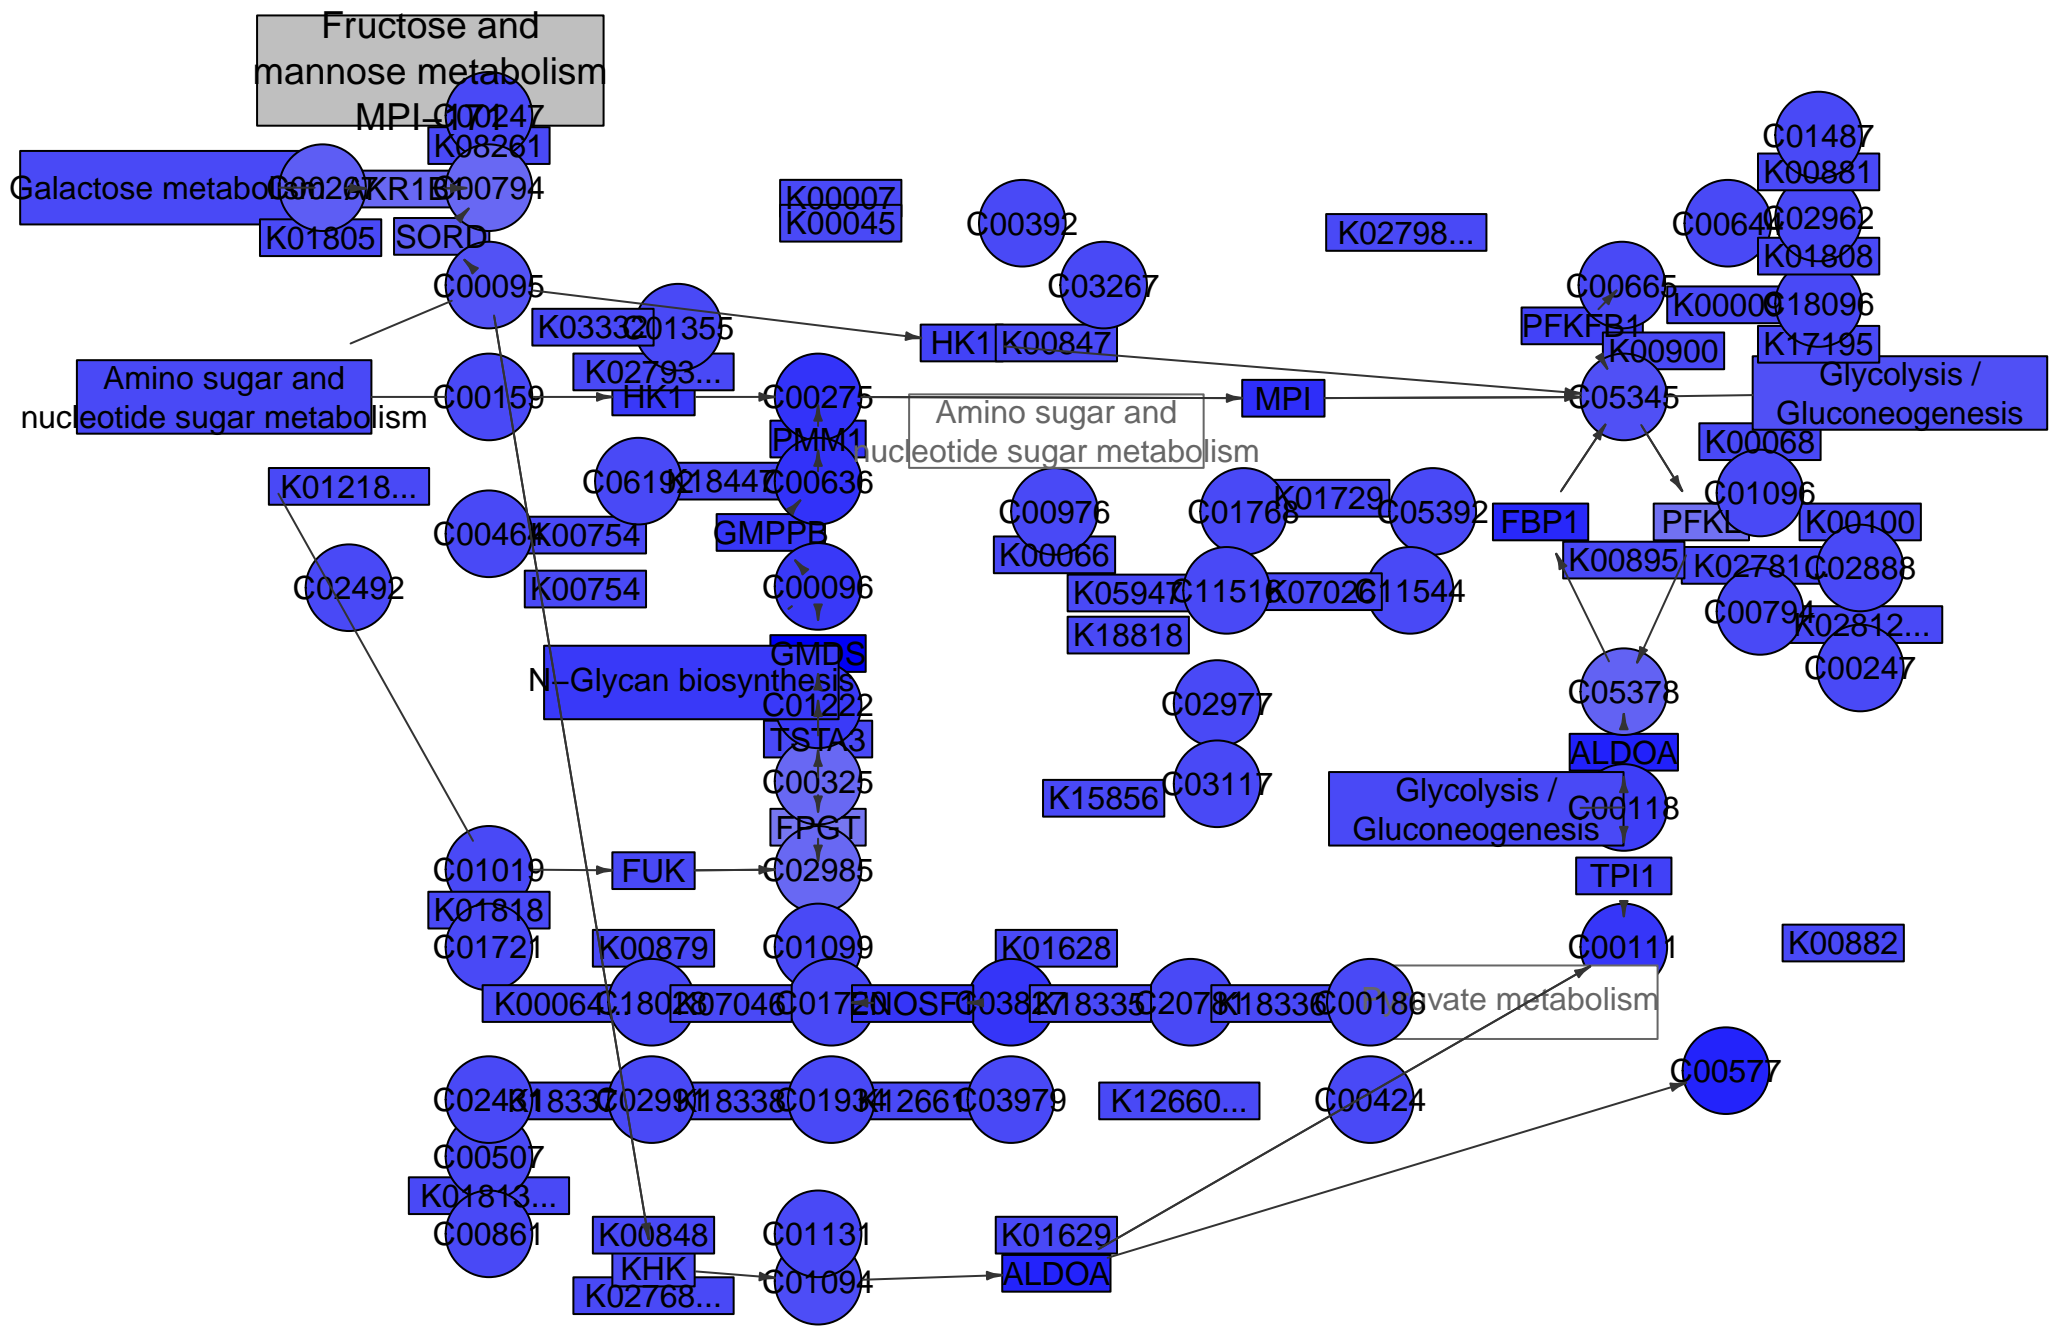 Fructose and
mannose metabolism
MPI−171
C00247
K08261
Galactose metabolism
C00267
AKR1B1
C00794
K01805
SORD
C00095
K00007
K00045
C00392
C03267
K02798...
C01487
K00881
C00644
C02962
K01808
C00665
K00009
C18096
PFKFB1
K17195
K00900
K03332
C01355
K02793...
HK1
K00847
Amino sugar and
nucleotide sugar metabolism
C00159
HK1
C00275
MPI
C05345
Glycolysis /
Gluconeogenesis
Amino sugar and
nucleotide sugar metabolism
PMM1
K00068
K01218...
C06192
K18447
C00636
C00976
C01768
K01729
C05392
C01096
C00464
K00754
GMPPB
K00066
FBP1
PFKL
K00100
C02492
K00754
C00096
K05947
C11516
K07026
C11544
K00895
K02781...
C02888
K18818
C00794
K02812...
C00247
GMDS
N−Glycan biosynthesis
C01222
TSTA3
C02977
C05378
ALDOA
C00325
K15856
C03117
Glycolysis /
Gluconeogenesis
C00118
FPGT
C01019
FUK
C02985
TPI1
K01818
C01721
K00879
C01099
K01628
C00111
K00882
K00064...
C18028
K07046
C01720
ENOSF1
C03827
K18335
C20781
K18336
C00186
vate metabolism
C00577
C02431
K18337
C02991
K18338
C01934
K12661
C03979
K12660...
C00424
C00507
K01813...
C00861
K00848
C01131
K01629
KHK
C01094
ALDOA
K02768...